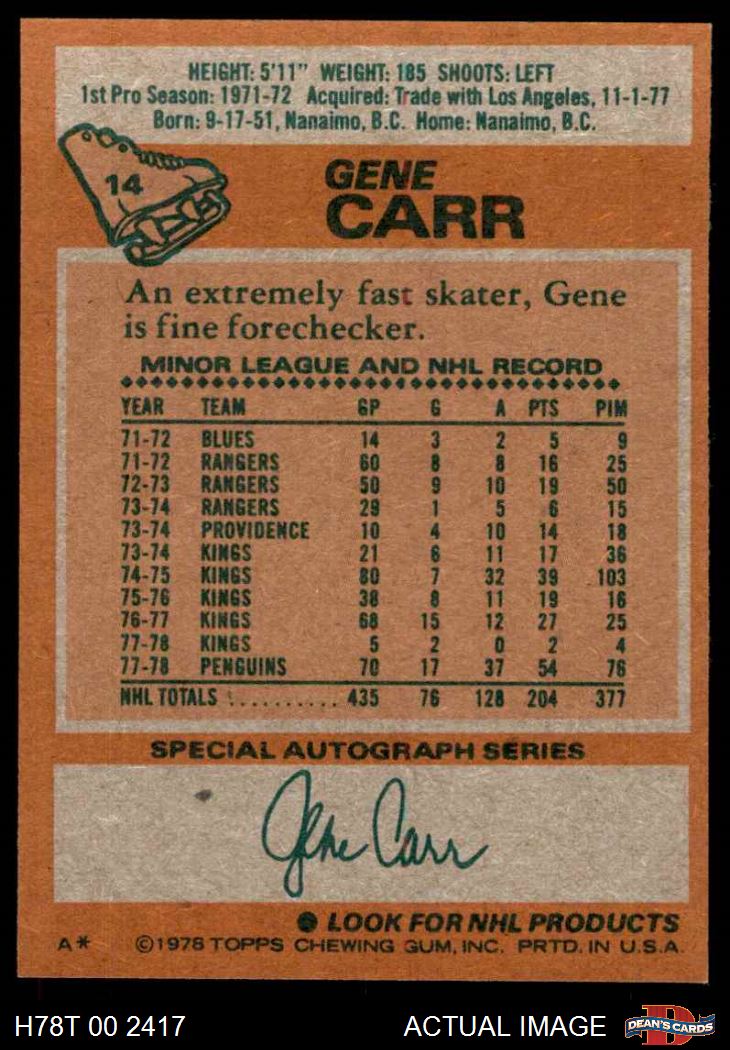 HEIGHT: 5'11" WEIGHT: 185 SHOOTS: LEFT
1st Pro Season: 1971-72 Acquired: Trade with Los Angeles, 11-1-77
Born: 9-17-51, Nanaimo, B.C. Home: Nanaimo, B.C.
14
GENE
CARR
An extremely fast skater, Gene
is fine forechecker.
MINOR LEAGUE AND NHL RECORD
YEAR TEAM GP G A PTS PIM
71-72 BLUES 14 3 2 5 9
71-72 RANGERS 60 8 8 16 25
72-73 RANGERS 50 9 10 19 50
73-74 RANGERS 29 1 5 6 15
73-74 PROVIDENCE 10 4 10 14 18
73-74 KINGS 21 6 11 17 36
74-75 KINGS 80 7 32 39 103
75-76 KINGS 38 8 11 19 16
76-77 KINGS 68 15 12 27 25
77-78 KINGS 5 2 0 2 4
77-78 PENGUINS 70 17 37 54 76
NHL TOTALS .......... 435 76 128 204 377
SPECIAL AUTOGRAPH SERIES
Gene Carr
LOOK FOR NHL PRODUCTS
A* ©1978 TOPPS CHEWING GUM, INC. PRTD. IN U.S.A.
H78T 00 2417 ACTUAL IMAGE D DEAN'S CARDS